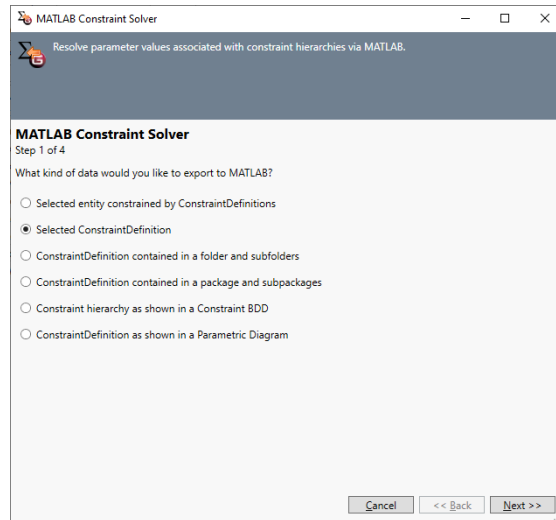 MATLAB Constraint Solver
Resolve parameter values associated with constraint hierarchies via MATLAB.
MATLAB Constraint Solver
Step 1 of 4
What kind of data would you like to export to MATLAB?
Selected entity constrained by ConstraintDefinitions
Selected ConstraintDefinition
ConstraintDefinition contained in a folder and subfolders
ConstraintDefinition contained in a package and subpackages
Constraint hierarchy as shown in a Constraint BDD
ConstraintDefinition as shown in a Parametric Diagram
Cancel << Back Next >>